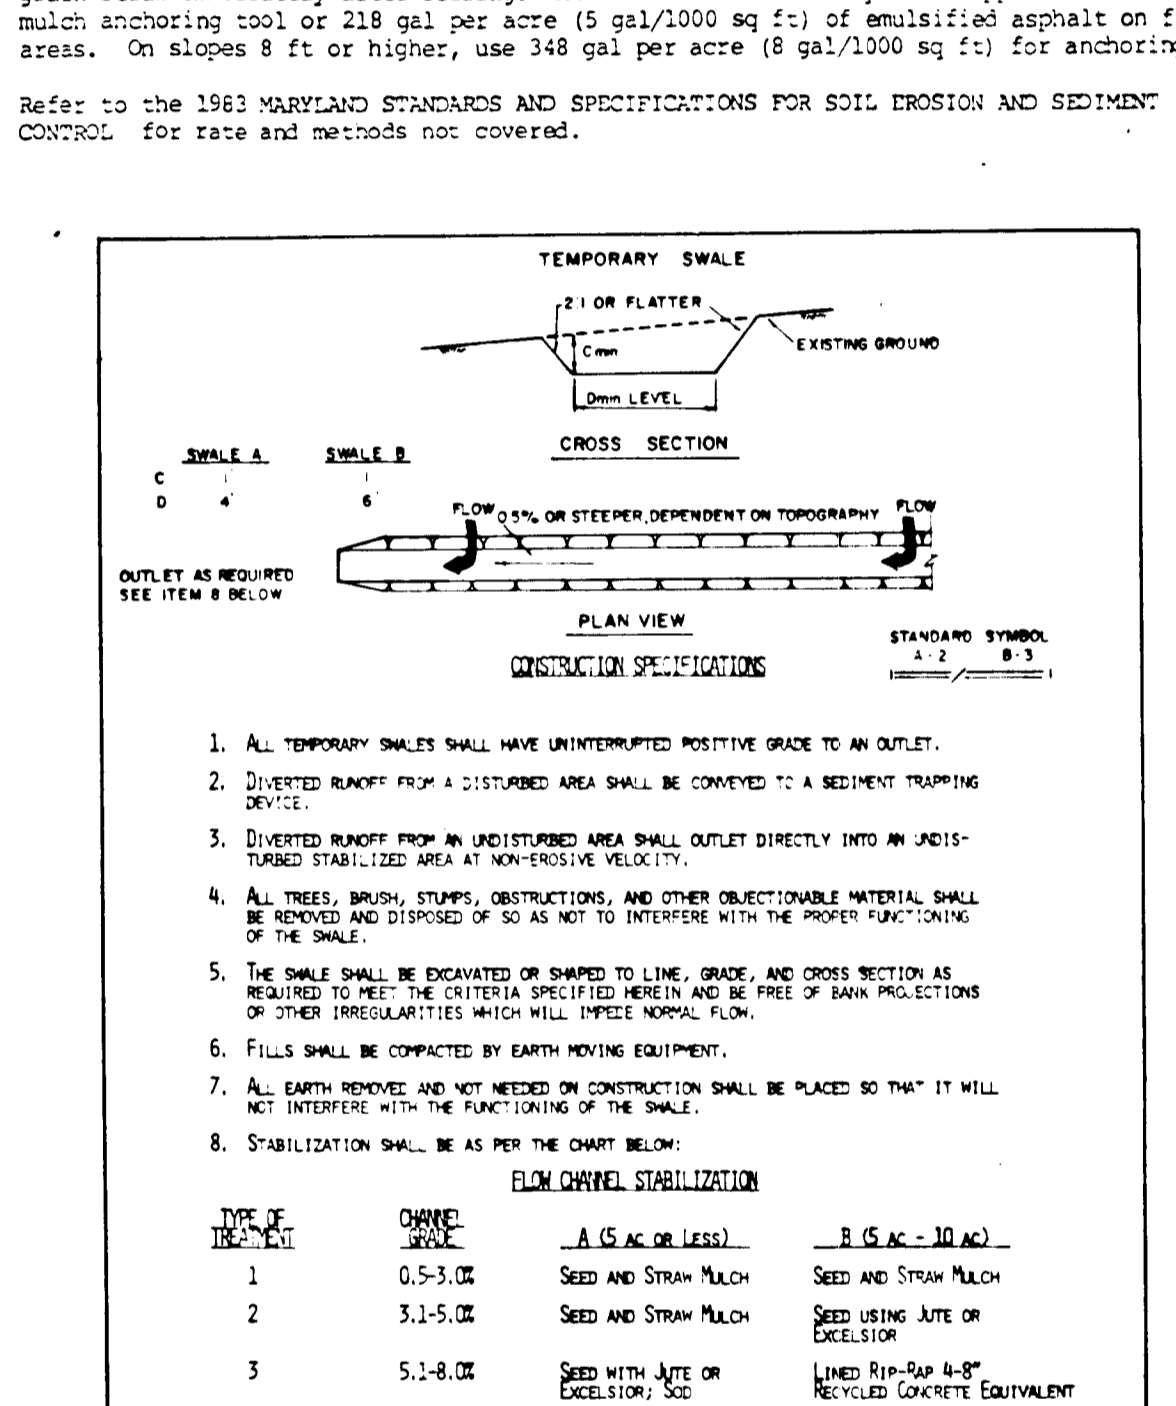 mulch anchoring tool or 218 gal per acre (5 gal/1000 sq ft) of emulsified asphalt on
areas. On slopes 8 ft or higher, use 348 gal per acre (8 gal/1000 sq ft) for anchoring
Refer to the 1983 MARYLAND STANDARDS AND SPECIFICATIONS FOR SOIL EROSION AND SEDIMENT
CONTROL for rate and methods not covered.
TEMPORARY SWALE
2:1 OR FLATTER
EXISTING GROUND
C min
Dmin LEVEL
CROSS SECTION
SWALE A SWALE B
C 1' 1'
D 4' 6'
FLOW 0.5% OR STEEPER, DEPENDENT ON TOPOGRAPHY FLOW
OUTLET AS REQUIRED
SEE ITEM 8 BELOW
PLAN VIEW
STANDARD SYMBOL
A-2 B-3
CONSTRUCTION SPECIFICATIONS
1. ALL TEMPORARY SWALES SHALL HAVE UNINTERRUPTED POSITIVE GRADE TO AN OUTLET.
2. DIVERTED RUNOFF FROM A DISTURBED AREA SHALL BE CONVEYED TO A SEDIMENT TRAPPING
DEVICE.
3. DIVERTED RUNOFF FROM AN UNDISTURBED AREA SHALL OUTLET DIRECTLY INTO AN UNDIS-
TURBED STABILIZED AREA AT NON-EROSIVE VELOCITY.
4. ALL TREES, BRUSH, STUMPS, OBSTRUCTIONS, AND OTHER OBJECTIONABLE MATERIAL SHALL
BE REMOVED AND DISPOSED OF SO AS NOT TO INTERFERE WITH THE PROPER FUNCTIONING
OF THE SWALE.
5. THE SWALE SHALL BE EXCAVATED OR SHAPED TO LINE, GRADE, AND CROSS SECTION AS
REQUIRED TO MEET THE CRITERIA SPECIFIED HEREIN AND BE FREE OF BANK PROJECTIONS
OR OTHER IRREGULARITIES WHICH WILL IMPEDE NORMAL FLOW.
6. FILLS SHALL BE COMPACTED BY EARTH MOVING EQUIPMENT.
7. ALL EARTH REMOVED AND NOT NEEDED ON CONSTRUCTION SHALL BE PLACED SO THAT IT WILL
NOT INTERFERE WITH THE FUNCTIONING OF THE SWALE.
8. STABILIZATION SHALL BE AS PER THE CHART BELOW:
FLOW CHANNEL STABILIZATION
TYPE OF TREATMENT CHANNEL GRADE A (5 AC OR LESS) B (5 AC - 10 AC)
1 0.5-3.0% SEED AND STRAW MULCH SEED AND STRAW MULCH
2 3.1-5.0% SEED AND STRAW MULCH SEED USING JUTE OR
EXCELSIOR
3 5.1-8.0% SEED WITH JUTE OR LINED RIP-RAP 4-8"
EXCELSIOR; SOD RECYCLED CONCRETE EQUIVALENT